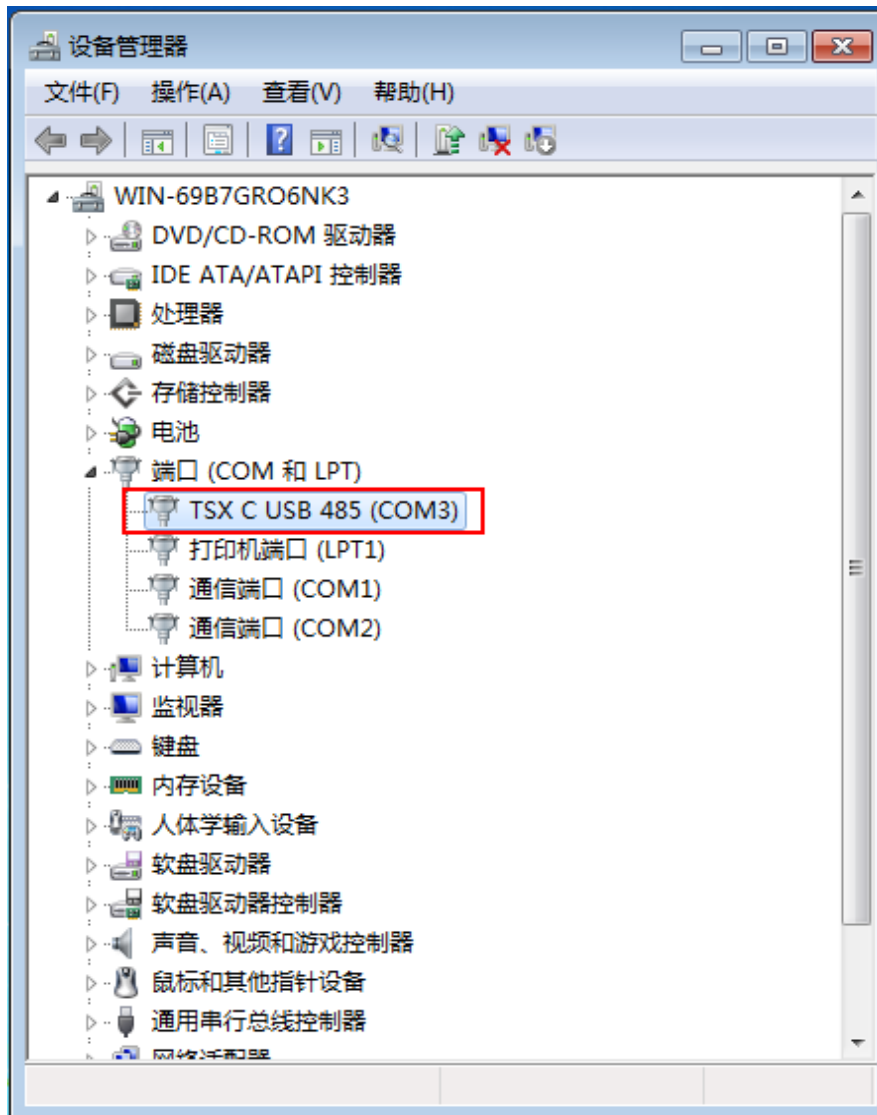 设备管理器
文件(F) 操作(A) 查看(V) 帮助(H)
WIN-69B7GRO6NK3
DVD/CD-ROM 驱动器
IDE ATA/ATAPI 控制器
处理器
磁盘驱动器
存储控制器
电池
端口 (COM 和 LPT)
TSX C USB 485 (COM3)
打印机端口 (LPT1)
通信端口 (COM1)
通信端口 (COM2)
计算机
监视器
键盘
内存设备
人体学输入设备
软盘驱动器
软盘驱动器控制器
声音、视频和游戏控制器
鼠标和其他指针设备
通用串行总线控制器
网络适配器